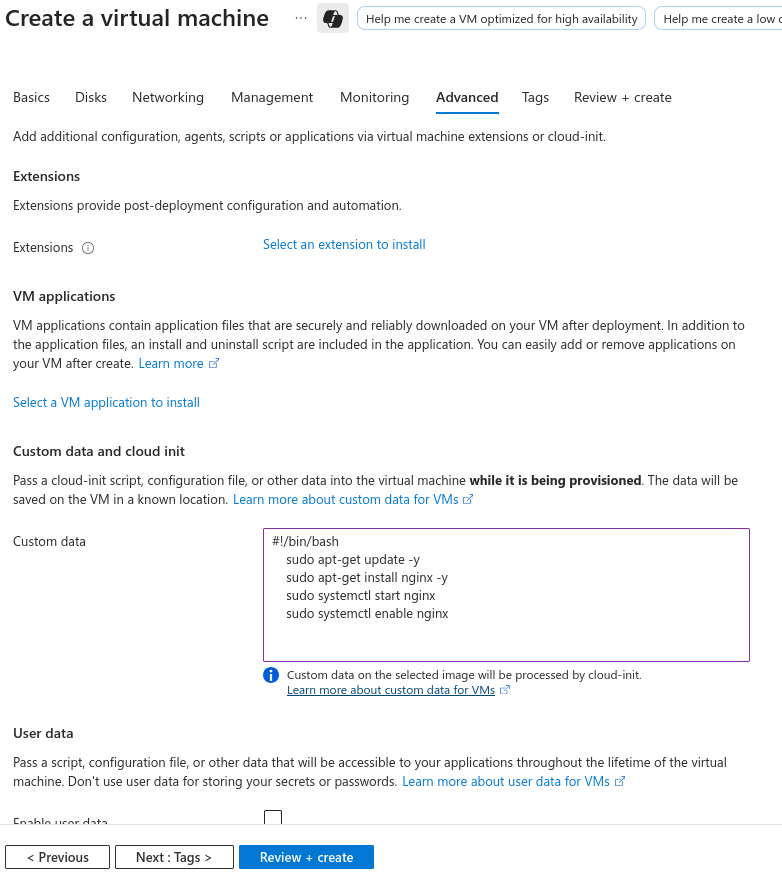 Create a virtual machine ...
Help me create a VM optimized for high availability
Help me create a low c
Basics Disks Networking Management Monitoring Advanced Tags Review + create
Add additional configuration, agents, scripts or applications via virtual machine extensions or cloud-init.
Extensions
Extensions provide post-deployment configuration and automation.
Extensions Select an extension to install
VM applications
VM applications contain application files that are securely and reliably downloaded on your VM after deployment. In addition to
the application files, an install and uninstall script are included in the application. You can easily add or remove applications on
your VM after create. Learn more
Select a VM application to install
Custom data and cloud init
Pass a cloud-init script, configuration file, or other data into the virtual machine while it is being provisioned. The data will be
saved on the VM in a known location. Learn more about custom data for VMs
Custom data
#!/bin/bash
sudo apt-get update -y
sudo apt-get install nginx -y
sudo systemctl start nginx
sudo systemctl enable nginx
Custom data on the selected image will be processed by cloud-init.
Learn more about custom data for VMs
User data
Pass a script, configuration file, or other data that will be accessible to your applications throughout the lifetime of the virtual
machine. Don't use user data for storing your secrets or passwords. Learn more about user data for VMs
Enable user data
< Previous
Next : Tags >
Review + create